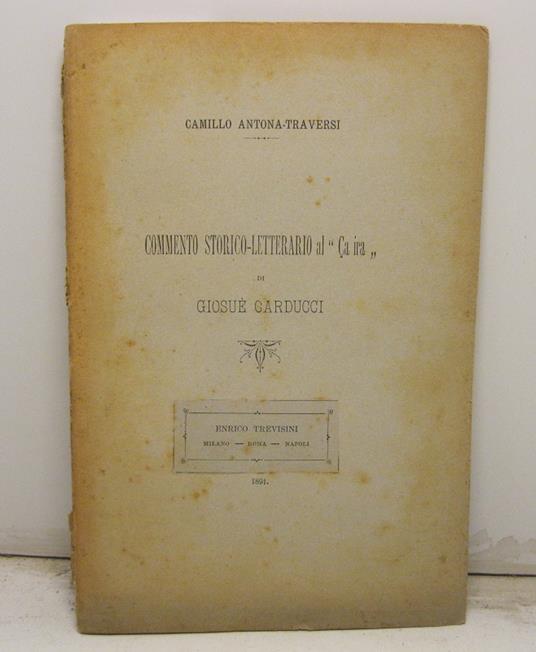 CAMILLO ANTONA-TRAVERSI
COMMENTO STORICO-LETTERARIO al “ Ça ira „
DI
GIOSUÈ CARDUCCI
ENRICO TREVISINI
MILANO — ROMA — NAPOLI
1891.